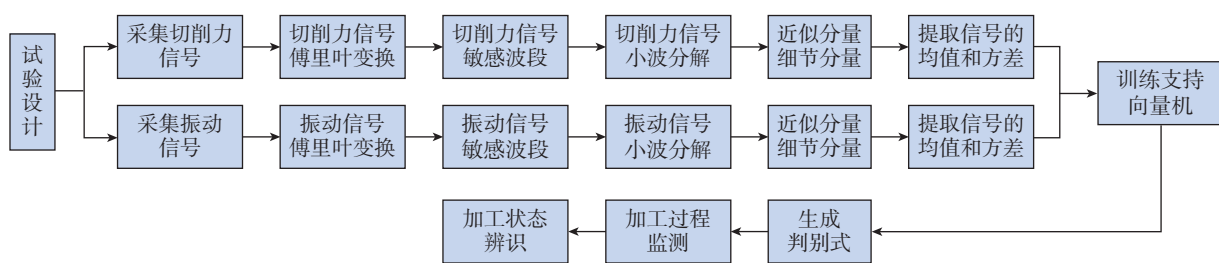 试
验
设
计
采集切削力
信号
切削力信号
傅里叶变换
切削力信号
敏感波段
切削力信号
小波分解
近似分量
细节分量
提取信号的
均值和方差
采集振动
信号
振动信号
傅里叶变换
振动信号
敏感波段
振动信号
小波分解
近似分量
细节分量
提取信号的
均值和方差
训练支持
向量机
生成
判别式
加工过程
监测
加工状态
辨识